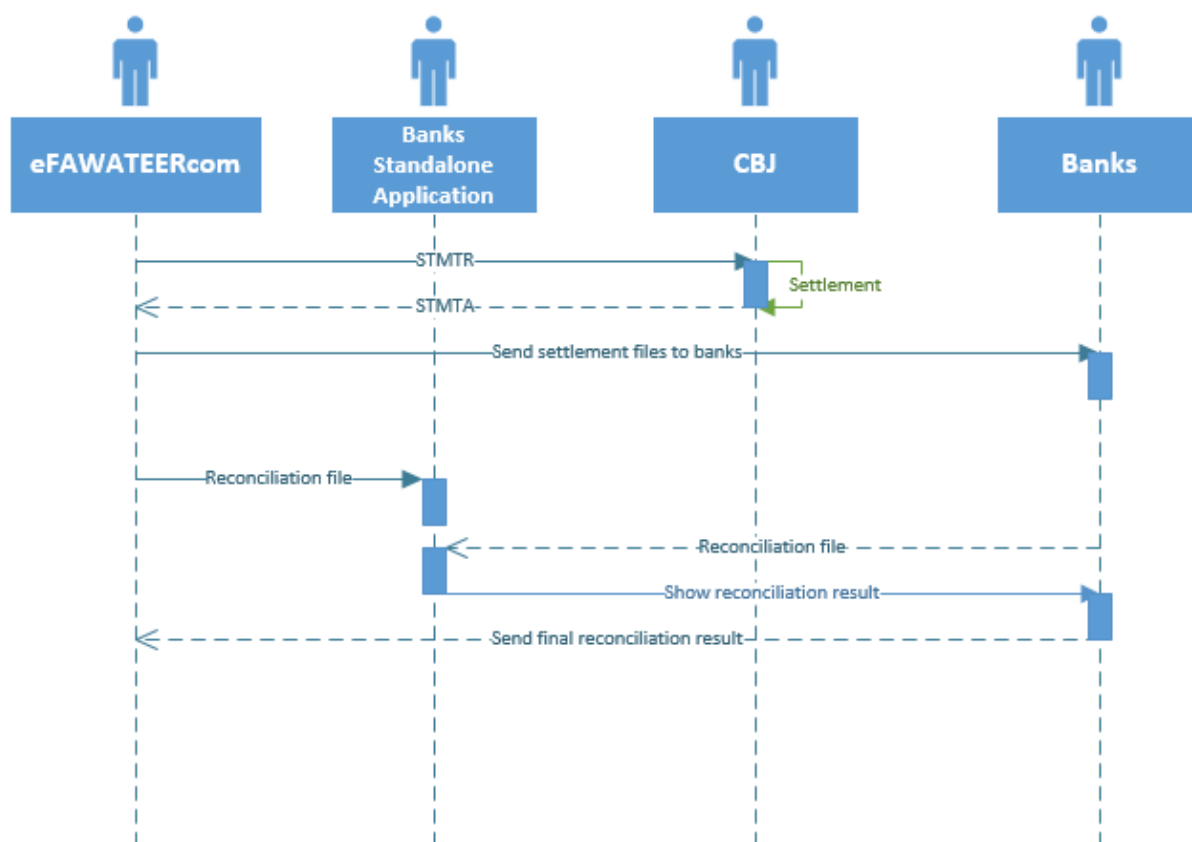 eFAWATEERcom
Banks
Standalone
Application
CBJ
Banks
STMTR
Settlement
STMTA
Send settlement files to banks
Reconciliation file
Reconciliation file
Show reconciliation result
Send final reconciliation result